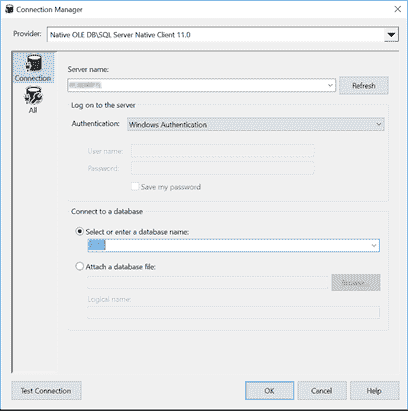 Connection Manager
Provider: Native OLE DB\SQL Server Native Client 11.0
Connection
All
Server name:
Refresh
Log on to the server
Authentication: Windows Authentication
User name:
Password:
Save my password
Connect to a database
Select or enter a database name:
Attach a database file:
Browse...
Logical name:
Test Connection
OK
Cancel
Help